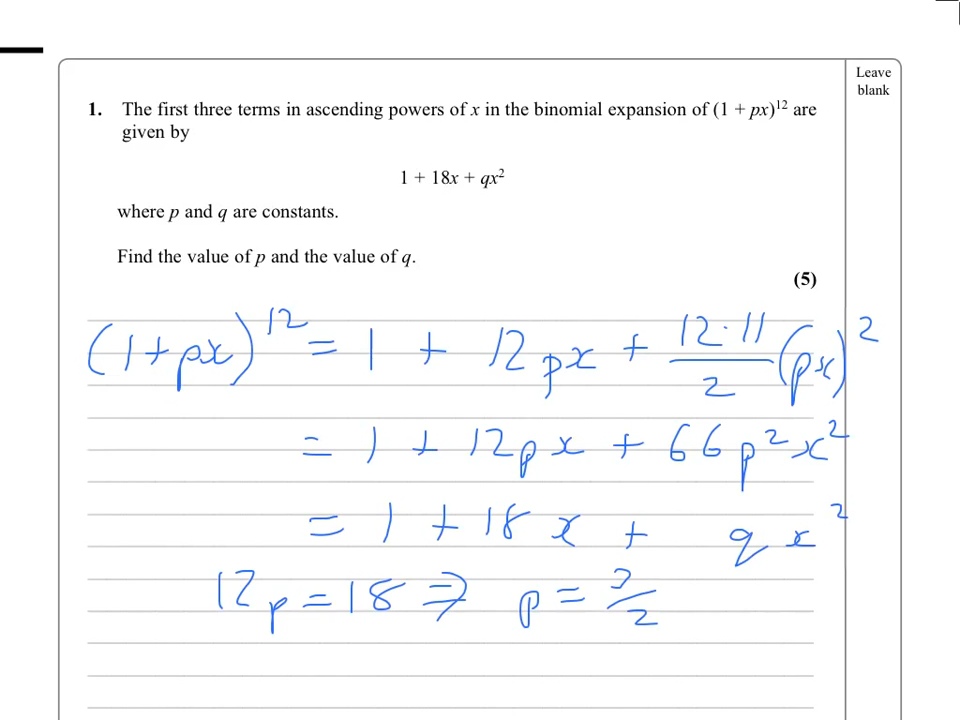 Leave
blank
1. The first three terms in ascending powers of x in the binomial expansion of (1 + px)¹² are
given by
1 + 18x + qx²
where p and q are constants.
Find the value of p and the value of q.
(5)
(1+px)¹² = 1 + 12px + 12·11/2 (px)²
= 1 + 12px + 66p²x²
= 1 + 18x + qx²
12p = 18 ⇒ p = 3/2